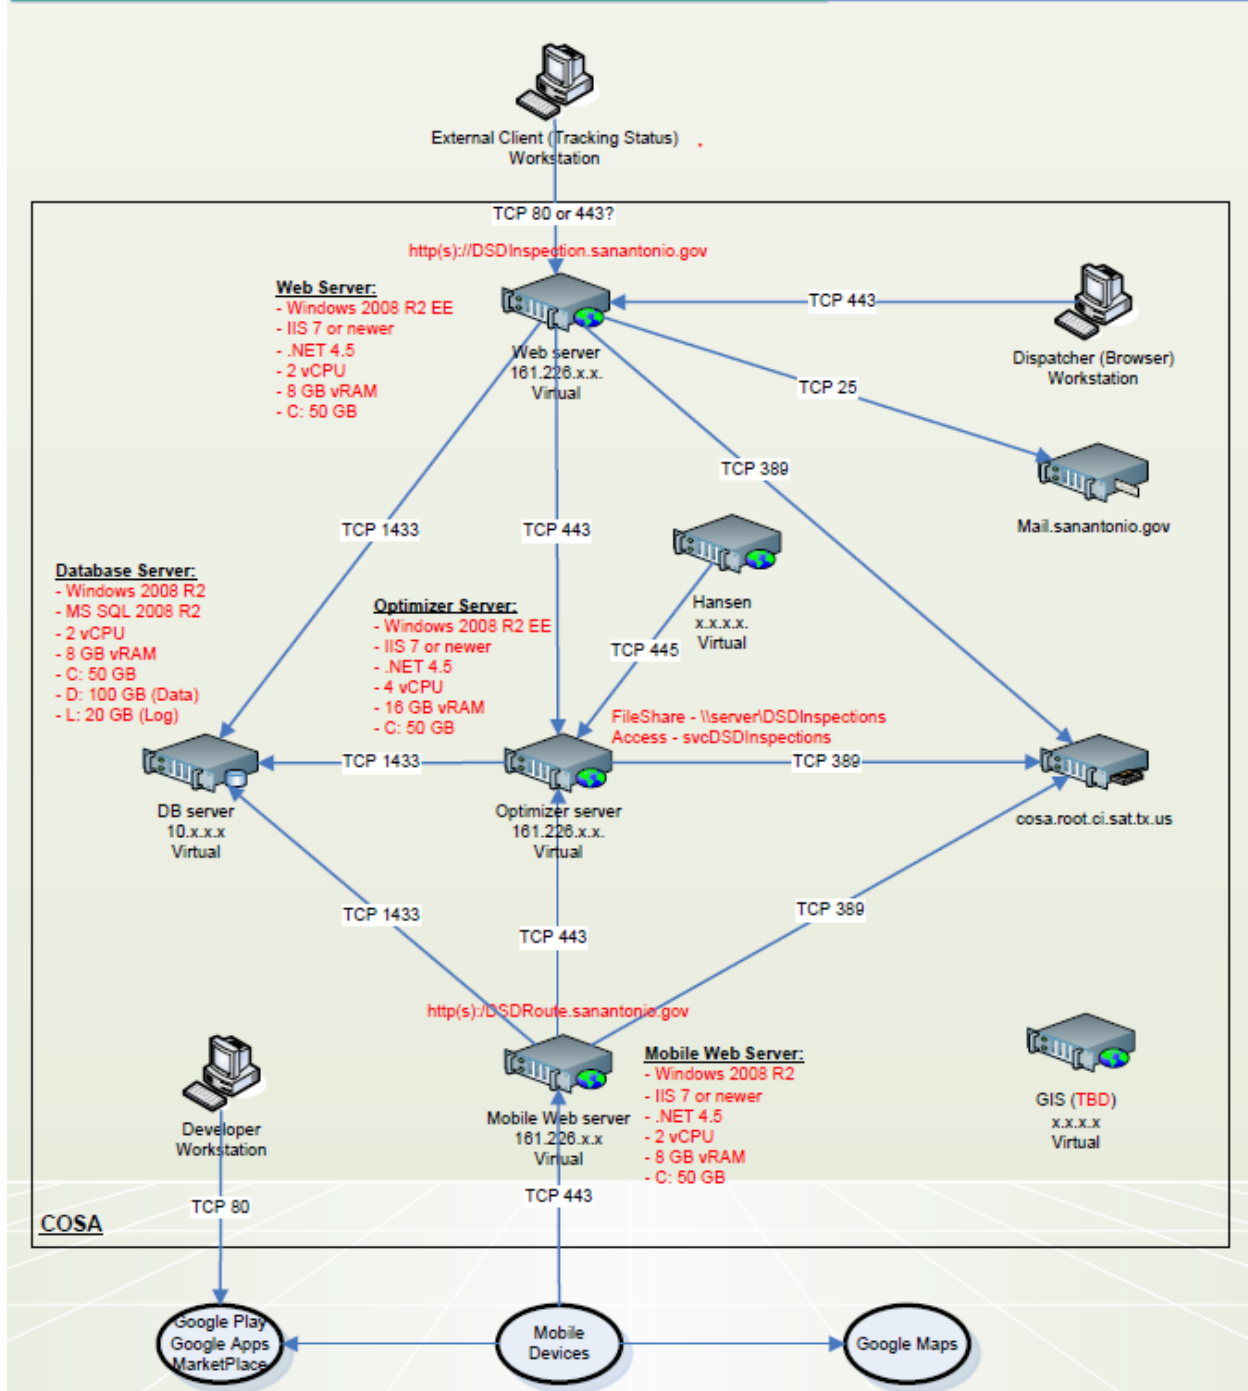 External Client (Tracking Status)
Workstation
TCP 80 or 443?
http(s)://DSDInspection.sanantonio.gov
Web Server:
- Windows 2008 R2 EE
- IIS 7 or newer
- .NET 4.5
- 2 vCPU
- 8 GB vRAM
- C: 50 GB
Web server
161.226.x.x.
Virtual
TCP 443
Dispatcher (Browser)
Workstation
TCP 25
TCP 389
Mail.sanantonio.gov
TCP 1433
TCP 443
Database Server:
- Windows 2008 R2
- MS SQL 2008 R2
- 2 vCPU
- 8 GB vRAM
- C: 50 GB
- D: 100 GB (Data)
- L: 20 GB (Log)
Optimizer Server:
- Windows 2008 R2 EE
- IIS 7 or newer
- .NET 4.5
- 4 vCPU
- 16 GB vRAM
- C: 50 GB
Hansen
x.x.x.x.
Virtual
TCP 445
FileShare - \\server\DSDInspections
Access - svcDSDInspections
TCP 1433
TCP 389
DB server
10.x.x.x
Virtual
Optimizer server
161.226.x.x.
Virtual
cosa.root.ci.sat.tx.us
TCP 1433
TCP 443
TCP 389
http(s):/DSDRoute.sanantonio.gov
Developer
Workstation
Mobile Web server
161.226.x.x
Virtual
Mobile Web Server:
- Windows 2008 R2
- IIS 7 or newer
- .NET 4.5
- 2 vCPU
- 8 GB vRAM
- C: 50 GB
GIS (TBD)
x.x.x.x
Virtual
TCP 80
TCP 443
COSA
Google Play
Google Apps
MarketPlace
Mobile
Devices
Google Maps